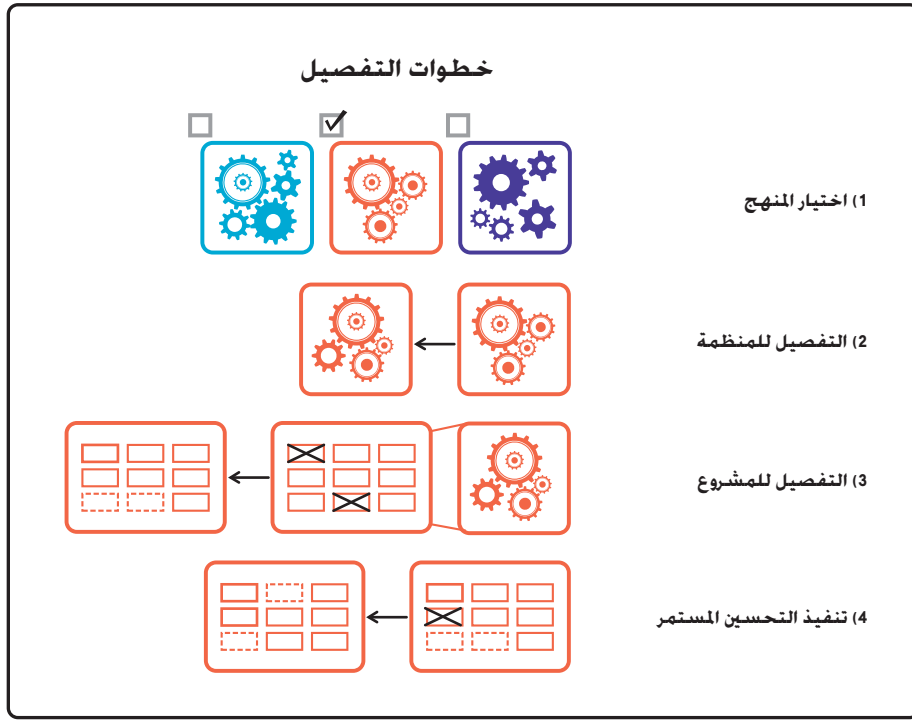 خطوات التفصيل
1) اختيار المنهج
2) التفصيل للمنظمة
3) التفصيل للمشروع
4) تنفيذ التحسين المستمر